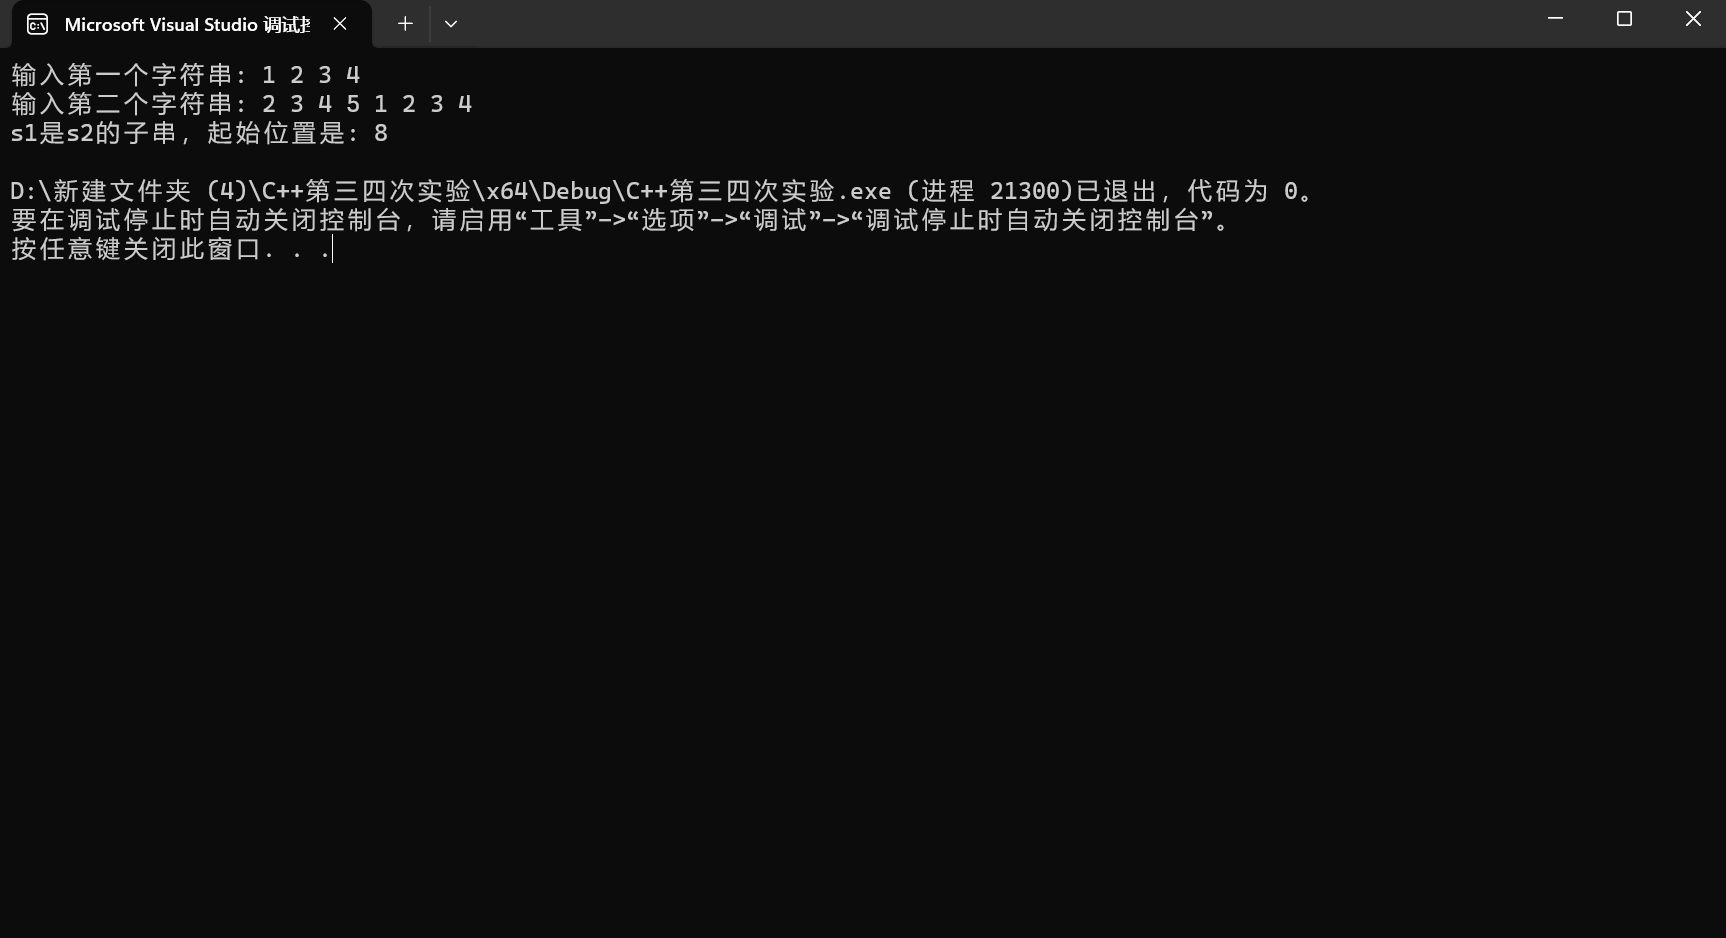 Microsoft Visual Studio 调试
输入第一个字符串: 1 2 3 4
输入第二个字符串: 2 3 4 5 1 2 3 4
s1是s2的子串, 起始位置是: 8
D:\新建文件夹 (4)\C++第三四次实验\x64\Debug\C++第三四次实验.exe (进程 21300)已退出, 代码为 0。
要在调试停止时自动关闭控制台, 请启用“工具”->“选项”->“调试”->“调试停止时自动关闭控制台”。
按任意键关闭此窗口. . .